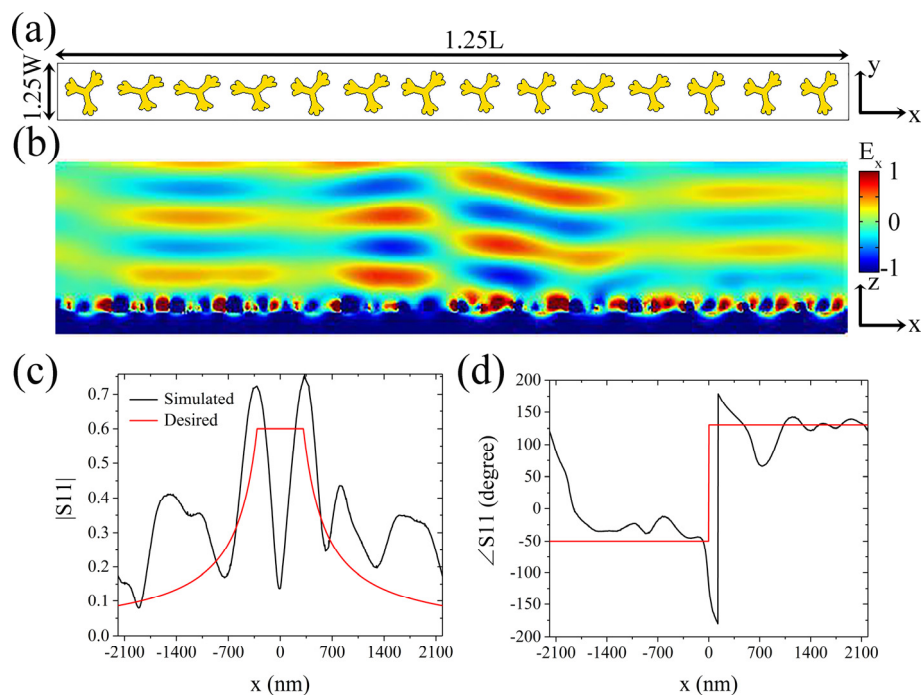 (a)
1.25L
1.25W
y
x
(b)
E_x
1
0
-1
z
x
(c)
0.7
0.6
0.5
0.4
0.3
0.2
0.1
0.0
|S11|
Simulated
Desired
-2100 -1400 -700 0 700 1400 2100
x (nm)
(d)
200
150
100
50
0
-50
-100
-150
-200
∠S11 (degree)
-2100 -1400 -700 0 700 1400 2100
x (nm)